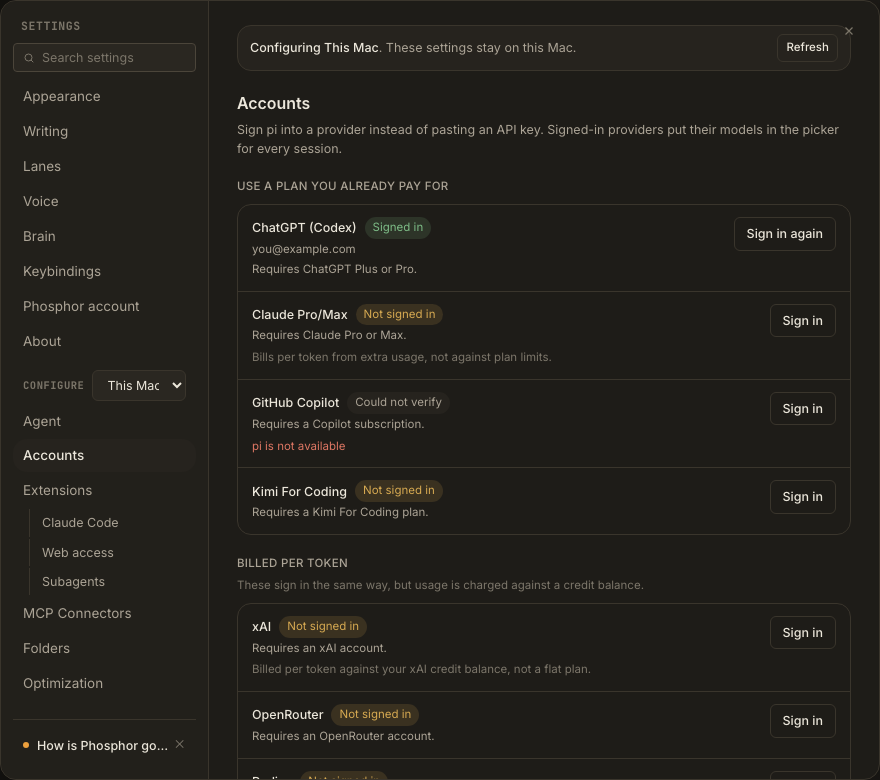 SETTINGS
Search settings
Appearance
Writing
Lanes
Voice
Brain
Keybindings
Phosphor account
About
CONFIGURE This Mac
Agent
Accounts
Extensions
Claude Code
Web access
Subagents
MCP Connectors
Folders
Optimization
How is Phosphor go...
Configuring This Mac. These settings stay on this Mac.
Refresh
Accounts
Sign pi into a provider instead of pasting an API key. Signed-in providers put their models in the picker
for every session.
USE A PLAN YOU ALREADY PAY FOR
ChatGPT (Codex) Signed in
Sign in again
you@example.com
Requires ChatGPT Plus or Pro.
Claude Pro/Max Not signed in
Sign in
Requires Claude Pro or Max.
Bills per token from extra usage, not against plan limits.
GitHub Copilot Could not verify
Sign in
Requires a Copilot subscription.
pi is not available
Kimi For Coding Not signed in
Sign in
Requires a Kimi For Coding plan.
BILLED PER TOKEN
These sign in the same way, but usage is charged against a credit balance.
xAI Not signed in
Sign in
Requires an xAI account.
Billed per token against your xAI credit balance, not a flat plan.
OpenRouter Not signed in
Sign in
Requires an OpenRouter account.
Not signed in